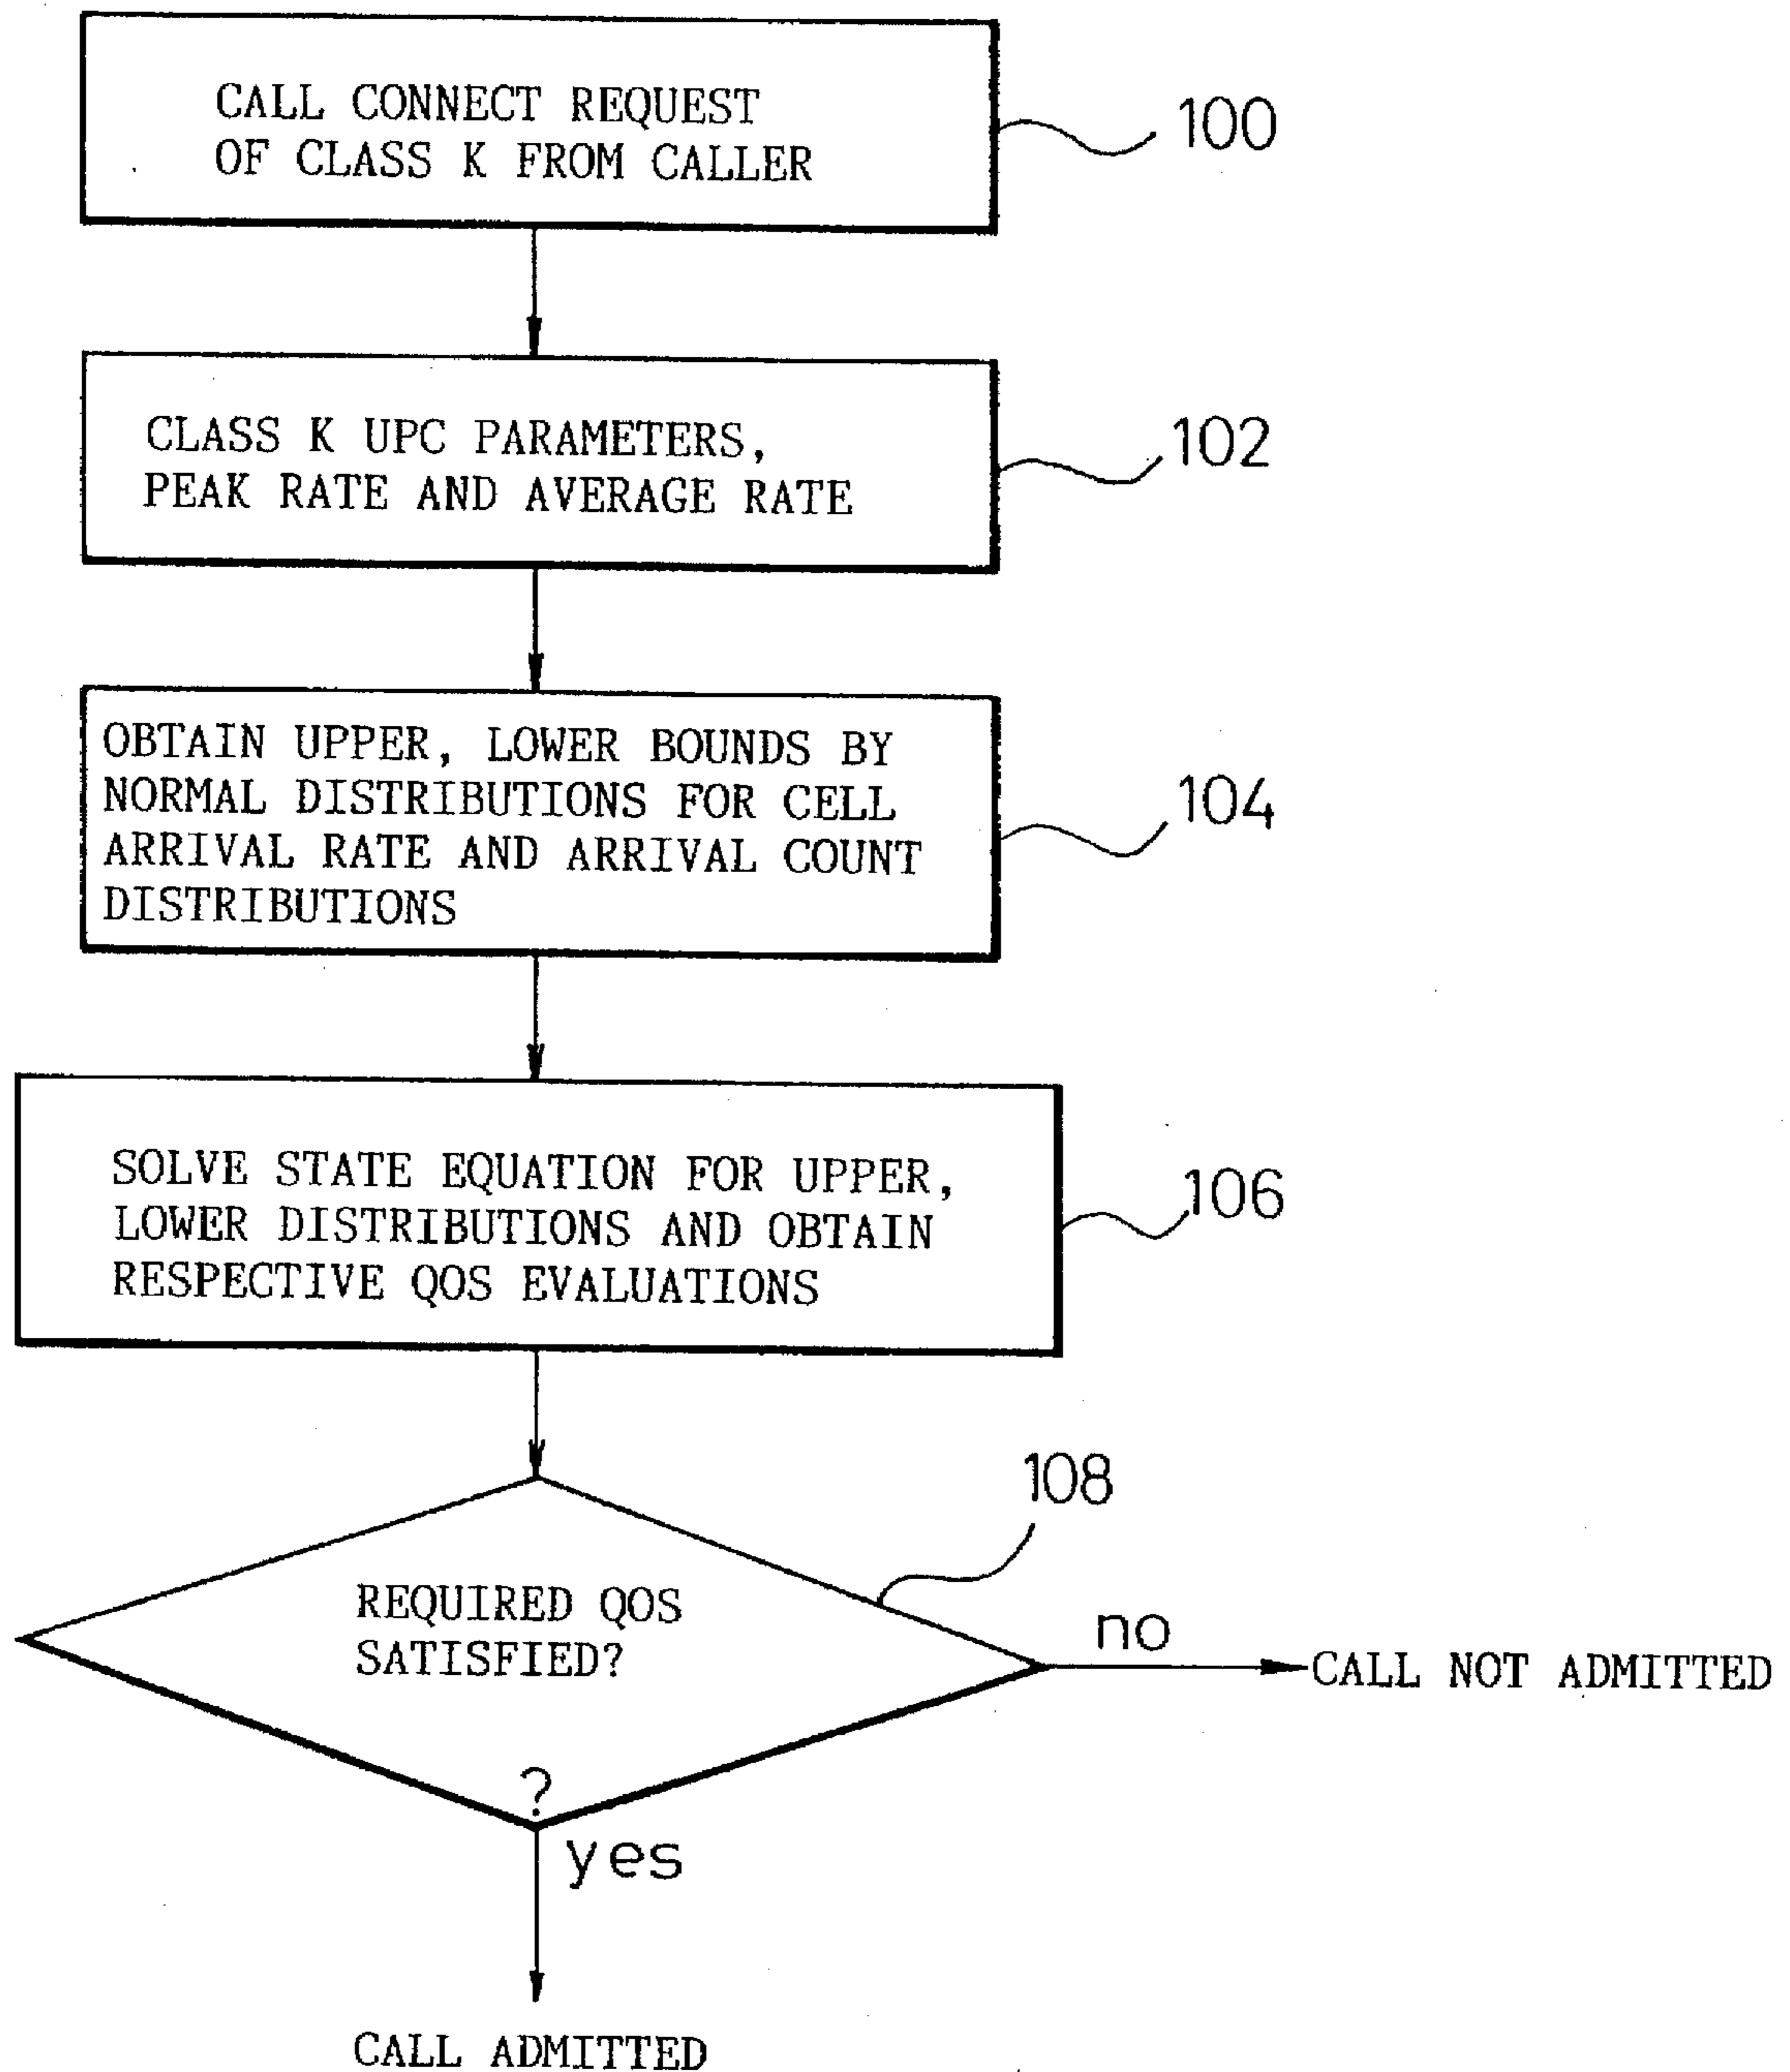 CALL CONNECT REQUEST
OF CLASS K FROM CALLER
100
CLASS K UPC PARAMETERS,
PEAK RATE AND AVERAGE RATE
102
OBTAIN UPPER, LOWER BOUNDS BY
NORMAL DISTRIBUTIONS FOR CELL
ARRIVAL RATE AND ARRIVAL COUNT
DISTRIBUTIONS
104
SOLVE STATE EQUATION FOR UPPER,
LOWER DISTRIBUTIONS AND OBTAIN
RESPECTIVE QOS EVALUATIONS
106
108
REQUIRED QOS
SATISFIED?
no
CALL NOT ADMITTED
?
yes
CALL ADMITTED